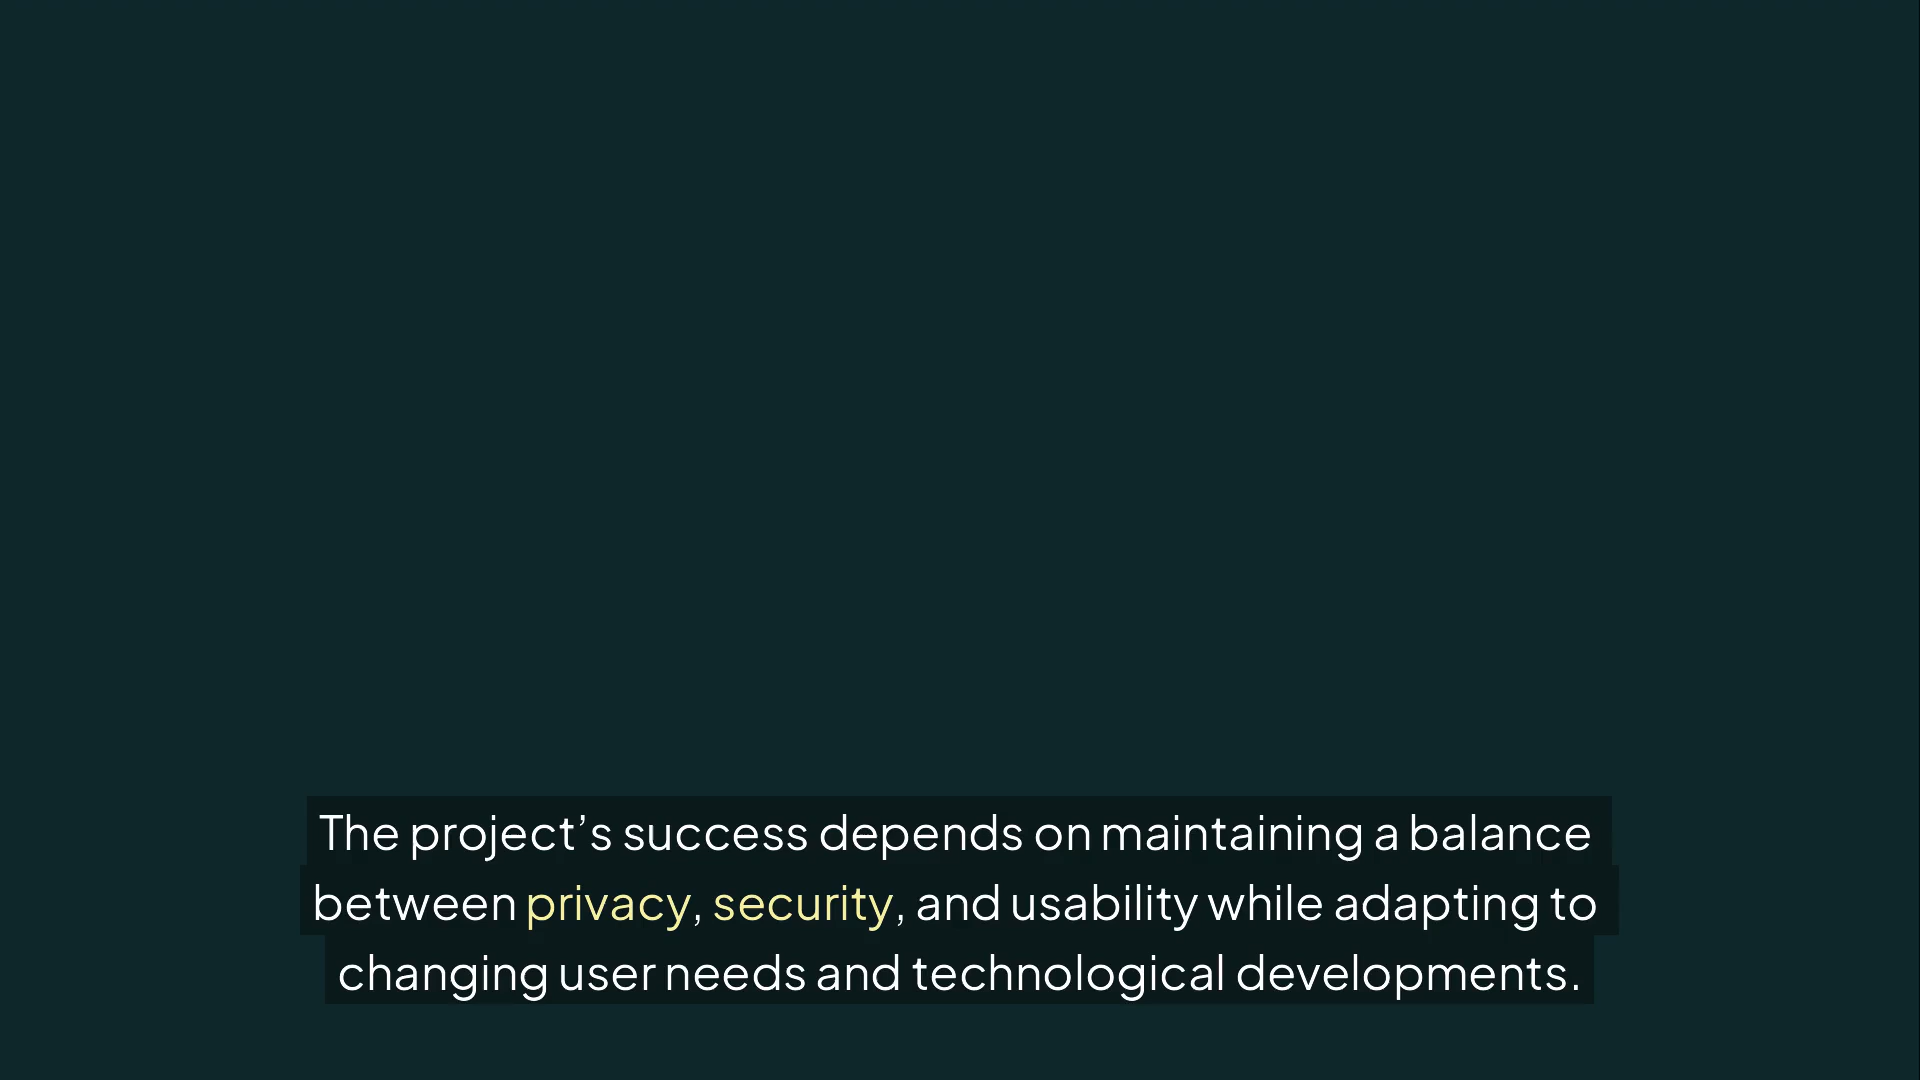 The project’s success depends on maintaining a balance
between privacy, security, and usability while adapting to
changing user needs and technological developments.